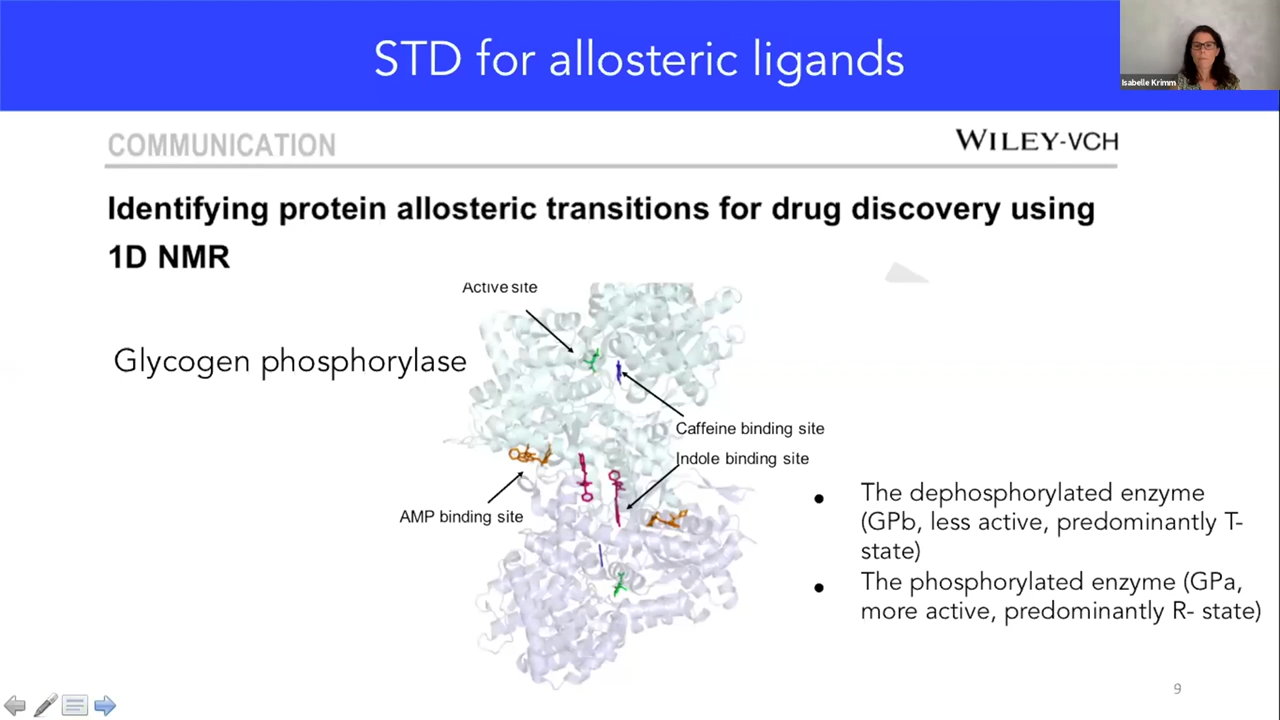 STD for allosteric ligands
Isabelle Krimm
COMMUNICATION
WILEY-VCH
Identifying protein allosteric transitions for drug discovery using
1D NMR
Active site
Glycogen phosphorylase
Caffeine binding site
Indole binding site
AMP binding site
• The dephosphorylated enzyme
(GPb, less active, predominantly T-
state)
• The phosphorylated enzyme (GPa,
more active, predominantly R- state)
9